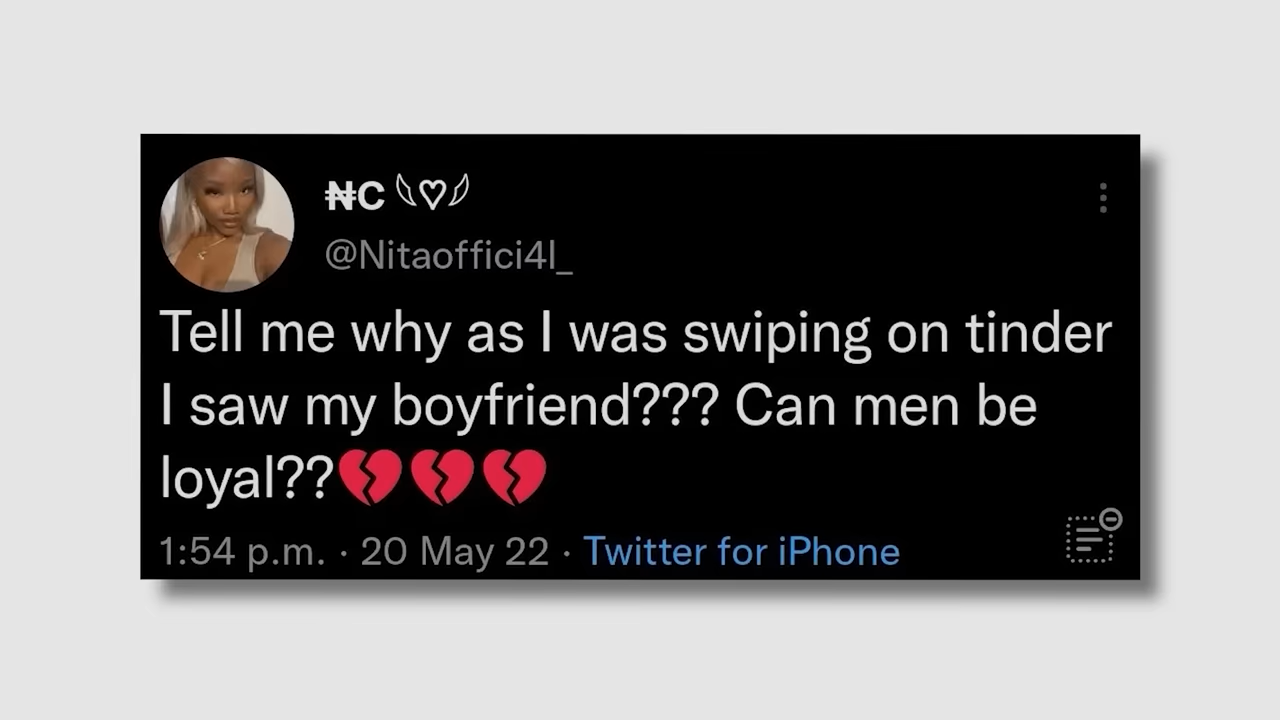 ₦C \♡/
@Nitaoffici4l_
Tell me why as I was swiping on tinder
I saw my boyfriend??? Can men be
loyal??💔💔💔
1:54 p.m. · 20 May 22 · Twitter for iPhone